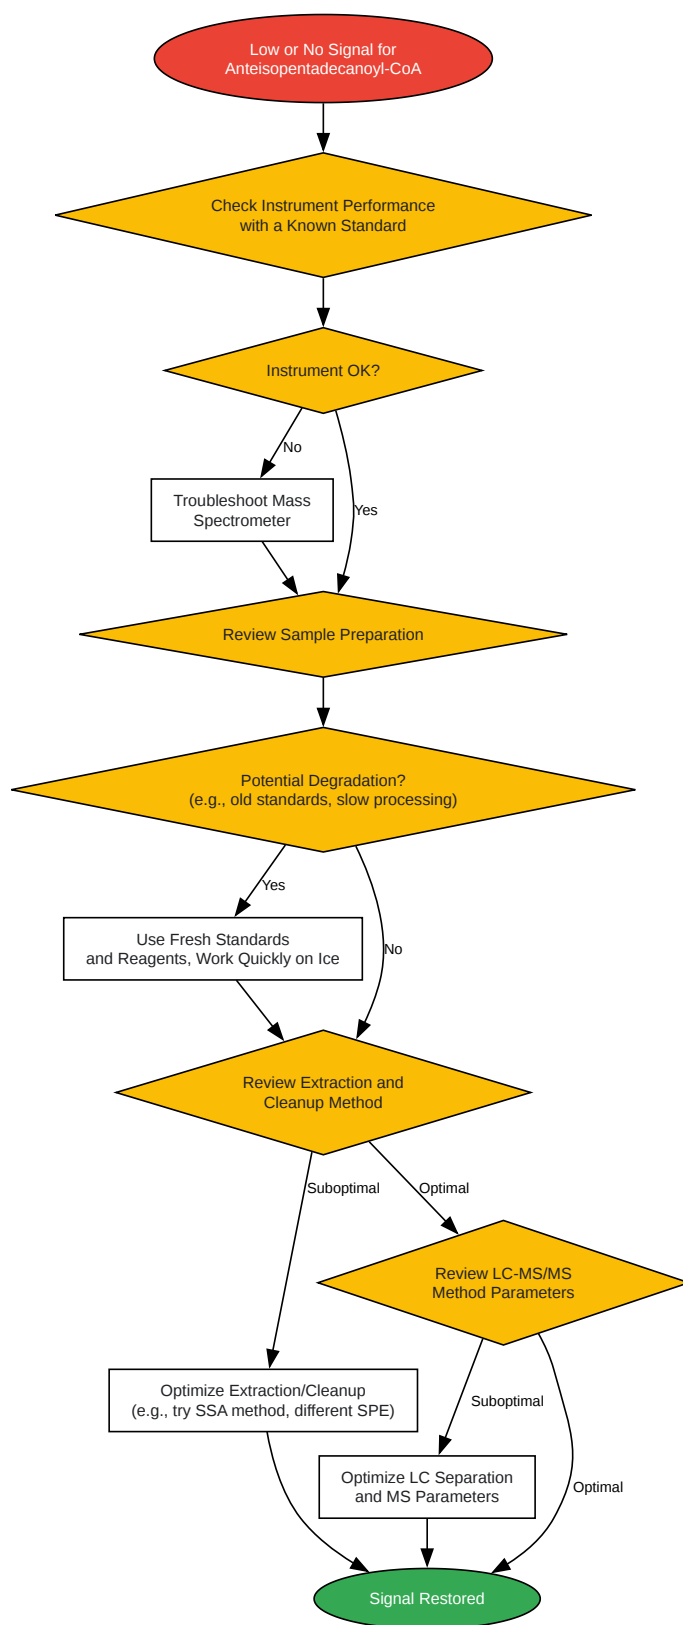 Low or No Signal for
Anteisopentadecanoyl-CoA
Check Instrument Performance
with a Known Standard
Instrument OK?
No
Yes
Troubleshoot Mass
Spectrometer
Review Sample Preparation
Potential Degradation?
(e.g., old standards, slow processing)
Yes
No
Use Fresh Standards
and Reagents, Work Quickly on Ice
Review Extraction and
Cleanup Method
Suboptimal
Optimal
Review LC-MS/MS
Method Parameters
Optimize Extraction/Cleanup
(e.g., try SSA method, different SPE)
Suboptimal
Optimal
Optimize LC Separation
and MS Parameters
Signal Restored